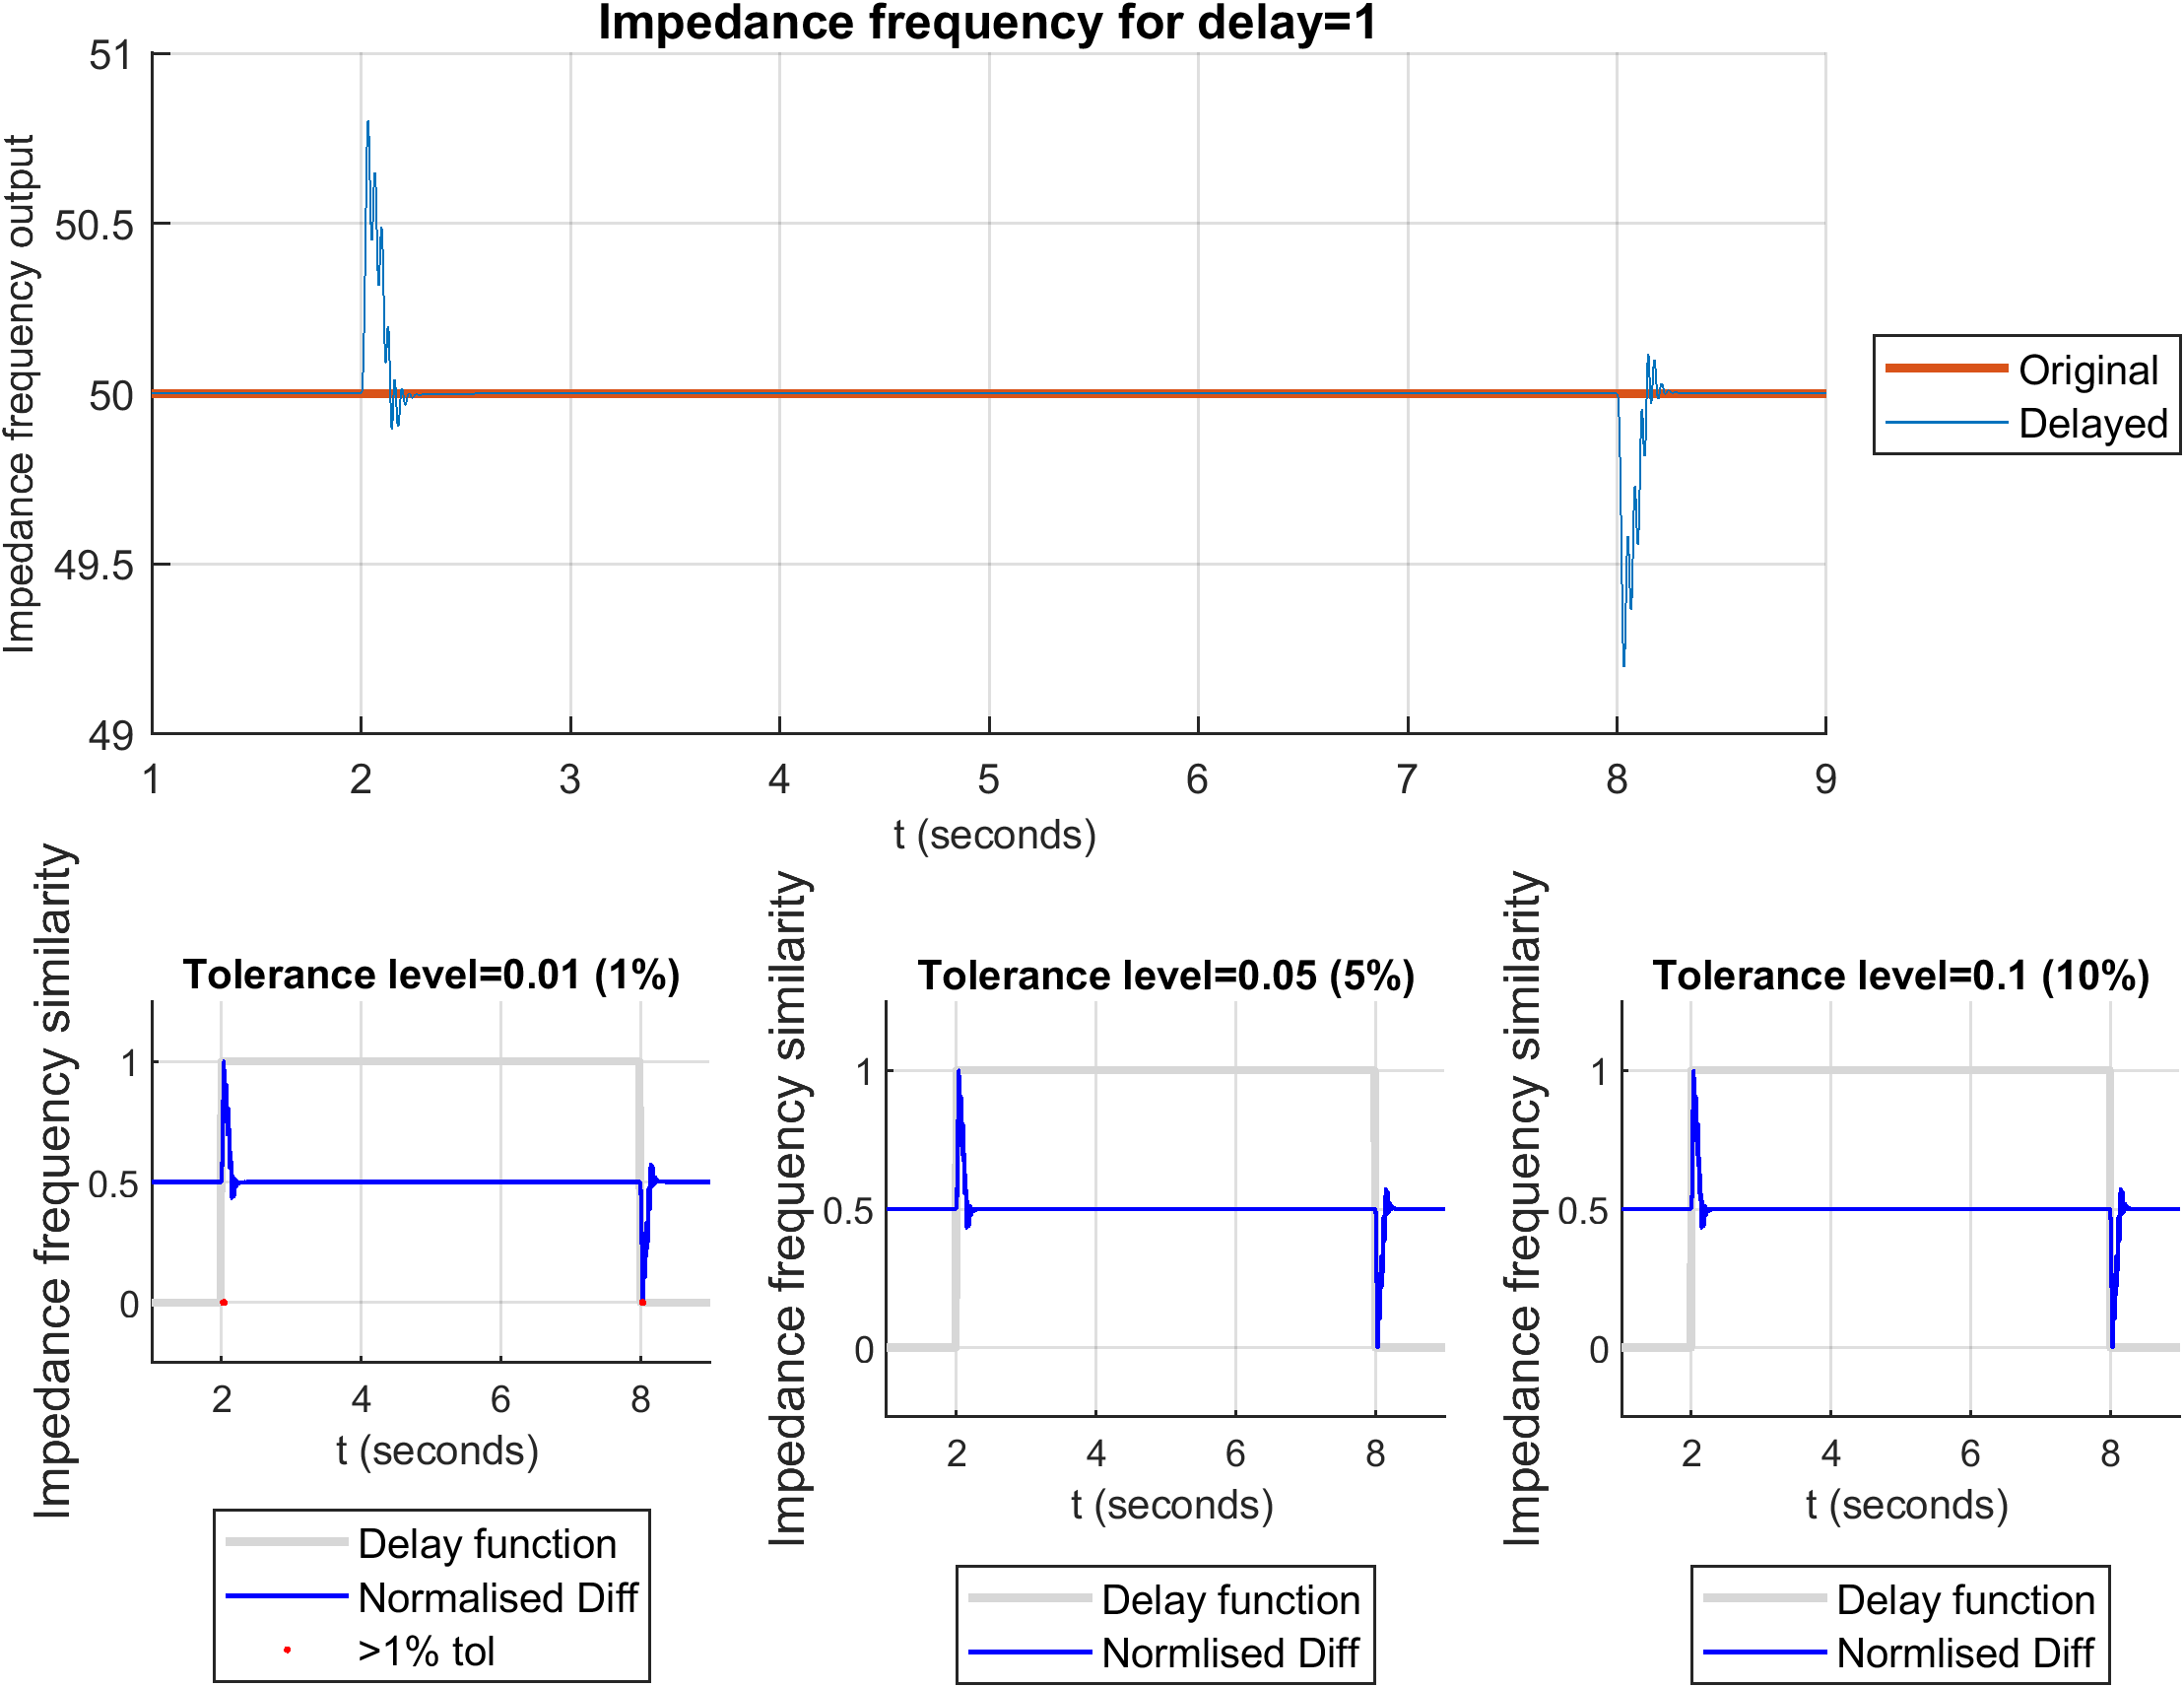 Impedance frequency for delay=1
Impedance frequency output
51
50.5
50
49.5
49
1 2 3 4 5 6 7 8 9
t (seconds)
Original
Delayed
Tolerance level=0.01 (1%)
Impedance frequency similarity
1
0.5
0
2 4 6 8
t (seconds)
Delay function
Normalised Diff
>1% tol
Tolerance level=0.05 (5%)
Impedance frequency similarity
1
0.5
0
2 4 6 8
t (seconds)
Delay function
Normlised Diff
Tolerance level=0.1 (10%)
Impedance frequency similarity
1
0.5
0
2 4 6 8
t (seconds)
Delay function
Normlised Diff